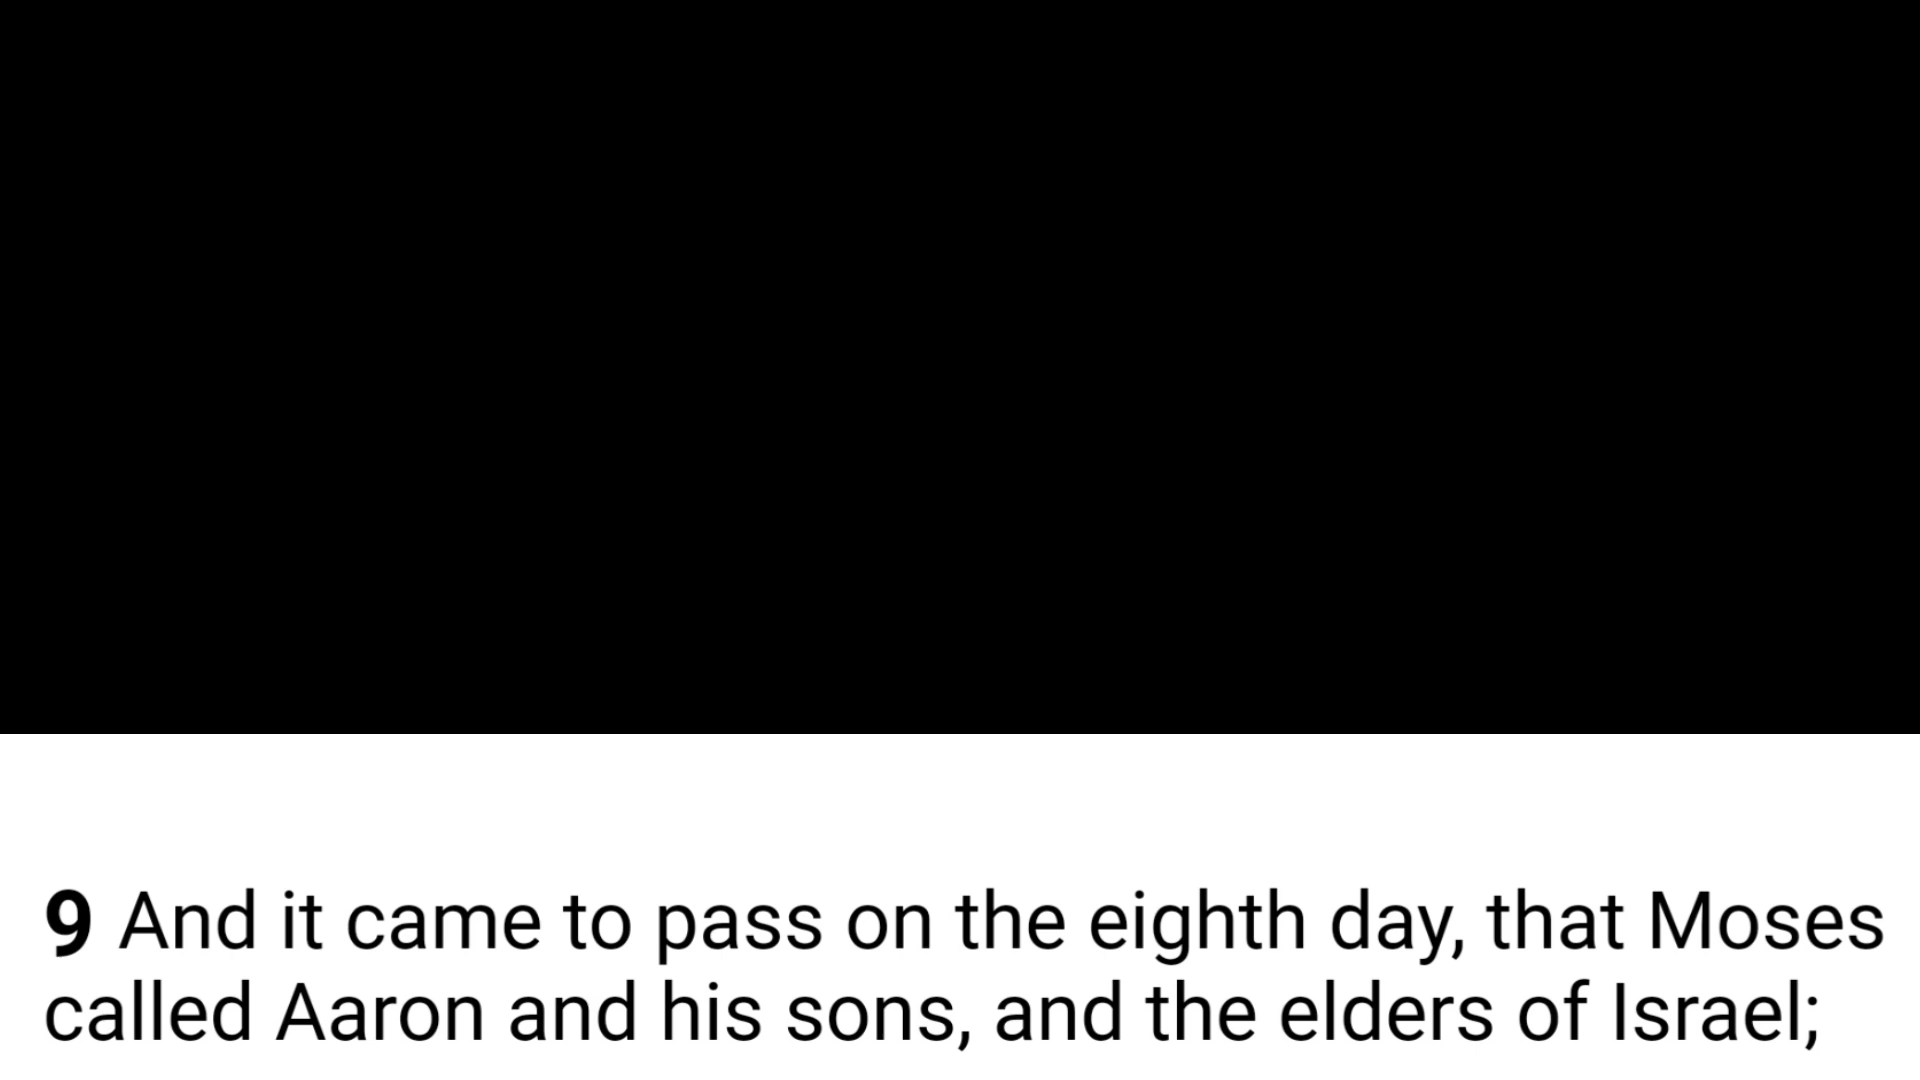 9 And it came to pass on the eighth day, that Moses
called Aaron and his sons, and the elders of Israel;